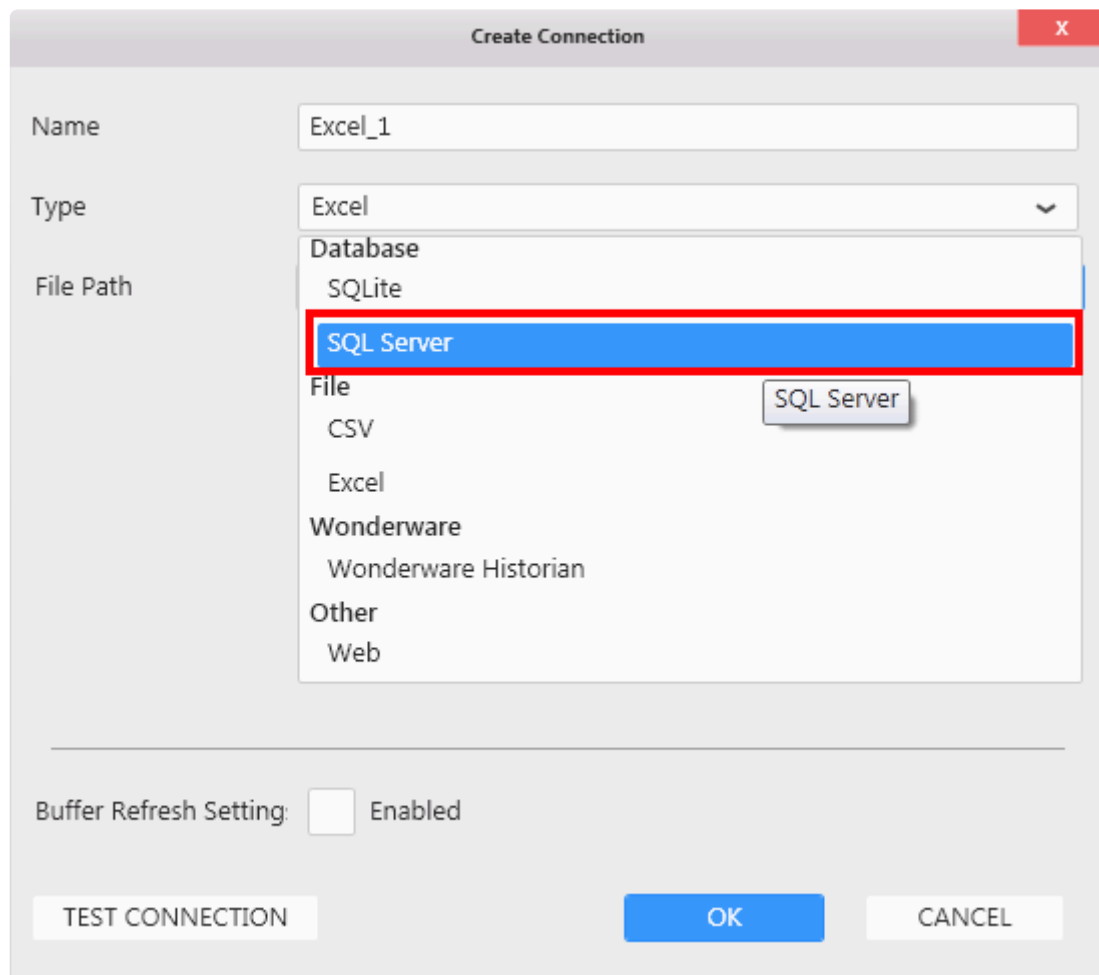 Create Connection
X
Name
Excel_1
Type
Excel
Database
File Path
SQLite
SQL Server
File
SQL Server
CSV
Excel
Wonderware
Wonderware Historian
Other
Web
Buffer Refresh Setting:
Enabled
TEST CONNECTION
OK
CANCEL